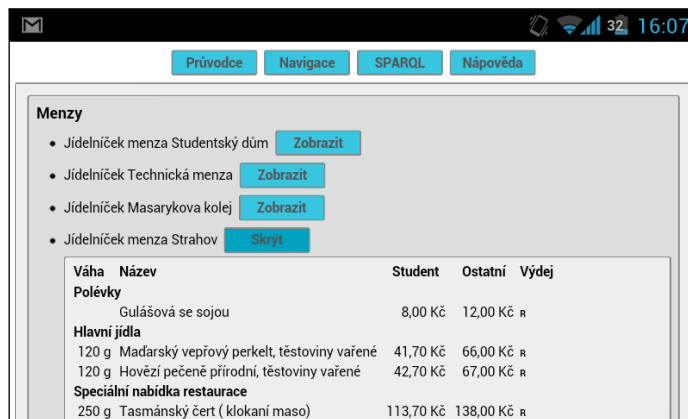 32 16:07
Průvodce Navigace SPARQL Nápověda
Menzy
Jídelníček menza Studentský dům Zobrazit
Jídelníček Technická menza Zobrazit
Jídelníček Masarykova kolej Zobrazit
Jídelníček menza Strahov Skrýt
Váha Název Student Ostatní Výdej
Polévky
Gulášová se sojou 8,00 Kč 12,00 Kč R
Hlavní jídla
120 g Maďarský vepřový perkelt, těstoviny vařené 41,70 Kč 66,00 Kč R
120 g Hovězí pečeně přírodní, těstoviny vařené 42,70 Kč 67,00 Kč R
Speciální nabídka restaurace
250 g Tasmánský čert ( klokaní maso) 113,70 Kč 138,00 Kč R